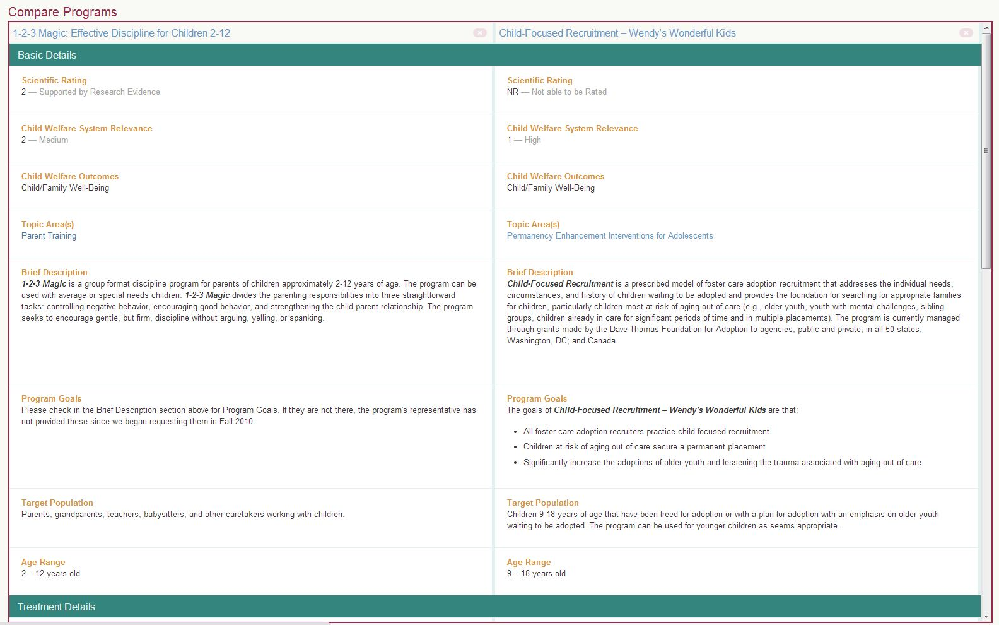 Compare Programs
1-2-3 Magic: Effective Discipline for Children 2-12
Child-Focused Recruitment – Wendy's Wonderful Kids
Basic Details
Scientific Rating
2 — Supported by Research Evidence
Scientific Rating
NR — Not able to be Rated
Child Welfare System Relevance
2 — Medium
Child Welfare System Relevance
1 — High
Child Welfare Outcomes
Child/Family Well-Being
Child Welfare Outcomes
Child/Family Well-Being
Topic Area(s)
Parent Training
Topic Area(s)
Permanency Enhancement Interventions for Adolescents
Brief Description
1-2-3 Magic is a group format discipline program for parents of children approximately 2-12 years of age. The program can be
used with average or special needs children. 1-2-3 Magic divides the parenting responsibilities into three straightforward
tasks: controlling negative behavior, encouraging good behavior, and strengthening the child-parent relationship. The program
seeks to encourage gentle, but firm, discipline without arguing, yelling, or spanking.
Brief Description
Child-Focused Recruitment is a prescribed model of foster care adoption recruitment that addresses the individual needs,
circumstances, and history of children waiting to be adopted and provides the foundation for searching for appropriate families
for children, particularly children most at risk of aging out of care (e.g., older youth, youth with mental challenges, sibling
groups, children already in care for significant periods of time and in multiple placements). The program is currently managed
through grants made by the Dave Thomas Foundation for Adoption to agencies, public and private, in all 50 states;
Washington, DC; and Canada.
Program Goals
Please check in the Brief Description section above for Program Goals. If they are not there, the program's representative has
not provided these since we began requesting them in Fall 2010.
Program Goals
The goals of Child-Focused Recruitment – Wendy's Wonderful Kids are that:
• All foster care adoption recruiters practice child-focused recruitment
• Children at risk of aging out of care secure a permanent placement
• Significantly increase the adoptions of older youth and lessening the trauma associated with aging out of care
Target Population
Parents, grandparents, teachers, babysitters, and other caretakers working with children.
Target Population
Children 9-18 years of age that have been freed for adoption or with a plan for adoption with an emphasis on older youth
waiting to be adopted. The program can be used for younger children as seems appropriate.
Age Range
2 – 12 years old
Age Range
9 – 18 years old
Treatment Details